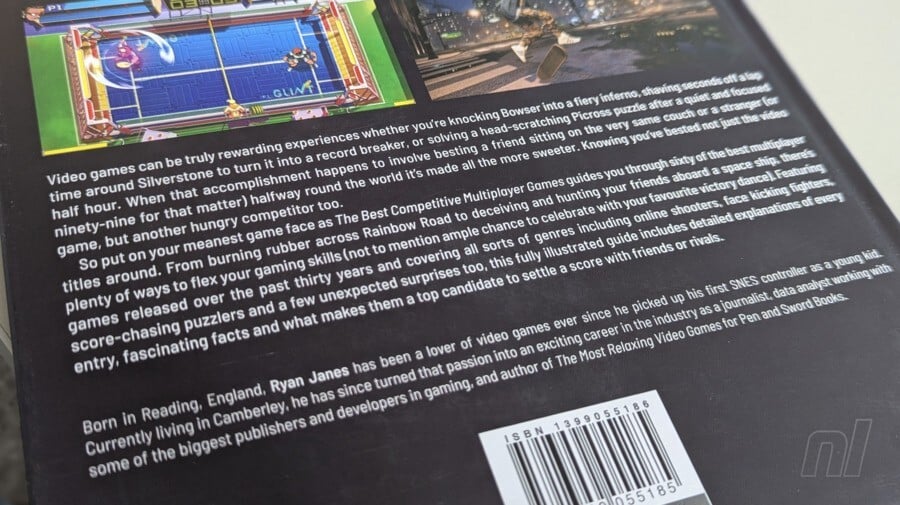 P1
03-03
GLINT
Video games can be truly rewarding experiences whether you're knocking Bowser into a fiery inferno, shaving seconds off a lap
time around Silverstone to turn it into a record breaker, or solving a head-scratching Picross puzzle after a quiet and focused
half hour. When that accomplishment happens to involve besting a friend sitting on the very same couch or a stranger (or
ninety-nine for that matter) halfway round the world it's made all the more sweeter. Knowing you've bested not just the video
game, but another hungry competitor too.
So put on your meanest game face as The Best Competitive Multiplayer Games guides you through sixty of the best multiplayer
titles around. From burning rubber across Rainbow Road to deceiving and hunting your friends aboard a space ship, there's
plenty of ways to flex your gaming skills (not to mention ample chance to celebrate with your favourite victory dance). Featuring
games released over the past thirty years and covering all sorts of genres including online shooters, face kicking fighters,
score-chasing puzzlers and a few unexpected surprises too, this fully illustrated guide includes detailed explanations of every
entry, fascinating facts and what makes them a top candidate to settle a score with friends or rivals.
Born in Reading, England, Ryan Janes has been a lover of video games ever since he picked up his first SNES controller as a young kid.
Currently living in Camberley, he has since turned that passion into an exciting career in the industry as a journalist, data analyst working with
some of the biggest publishers and developers in gaming, and author of The Most Relaxing Video Games for Pen and Sword Books.
ISBN 1399055186
055185
nl